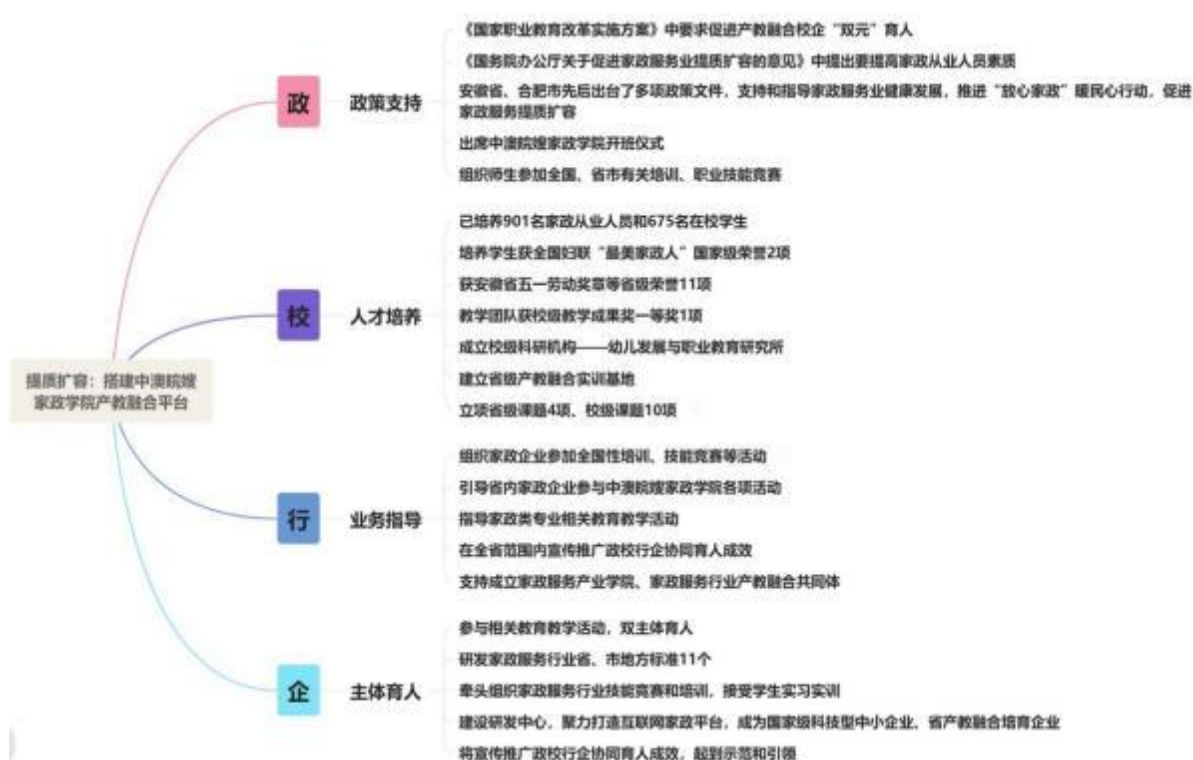 提质扩容：搭建中澳皖嫂
家政学院产教融合平台
政
政策支持
《国家职业教育改革实施方案》中要求促进产教融合校企“双元”育人
《国务院办公厅关于促进家政服务业提质扩容的意见》中提出要提高家政从业人员素质
安徽省、合肥市先后出台了多项政策文件，支持和指导家政服务业健康发展，推进“放心家政”暖民心行动，促进
家政服务提质扩容
出席中澳皖嫂家政学院开班仪式
组织师生参加全国、省市有关培训、职业技能竞赛
校
人才培养
已培养901名家政从业人员和675名在校学生
培养学生获全国妇联“最美家政人”国家级荣誉2项
获安徽省五一劳动奖章等省级荣誉11项
教学团队获校级教学成果奖一等奖1项
成立校级科研机构——幼儿发展与职业教育研究所
建立省级产教融合实训基地
立项省级课题4项、校级课题10项
行
业务指导
组织家政企业参加全国性培训、技能竞赛等活动
引导省内家政企业参与中澳皖嫂家政学院各项活动
指导家政类专业相关教育教学活动
在全省范围内宣传推广政校行企协同育人成效
支持成立家政服务产业学院、家政服务行业产教融合共同体
企
主体育人
参与相关教育教学活动，双主体育人
研发家政服务行业省、市地方标准11个
牵头组织家政服务行业技能竞赛和培训，接受学生实习实训
建设研发中心，聚力打造互联网家政平台，成为国家级科技型中小企业、省产教融合培育企业
将宣传推广政校行企协同育人成效，起到示范和引领